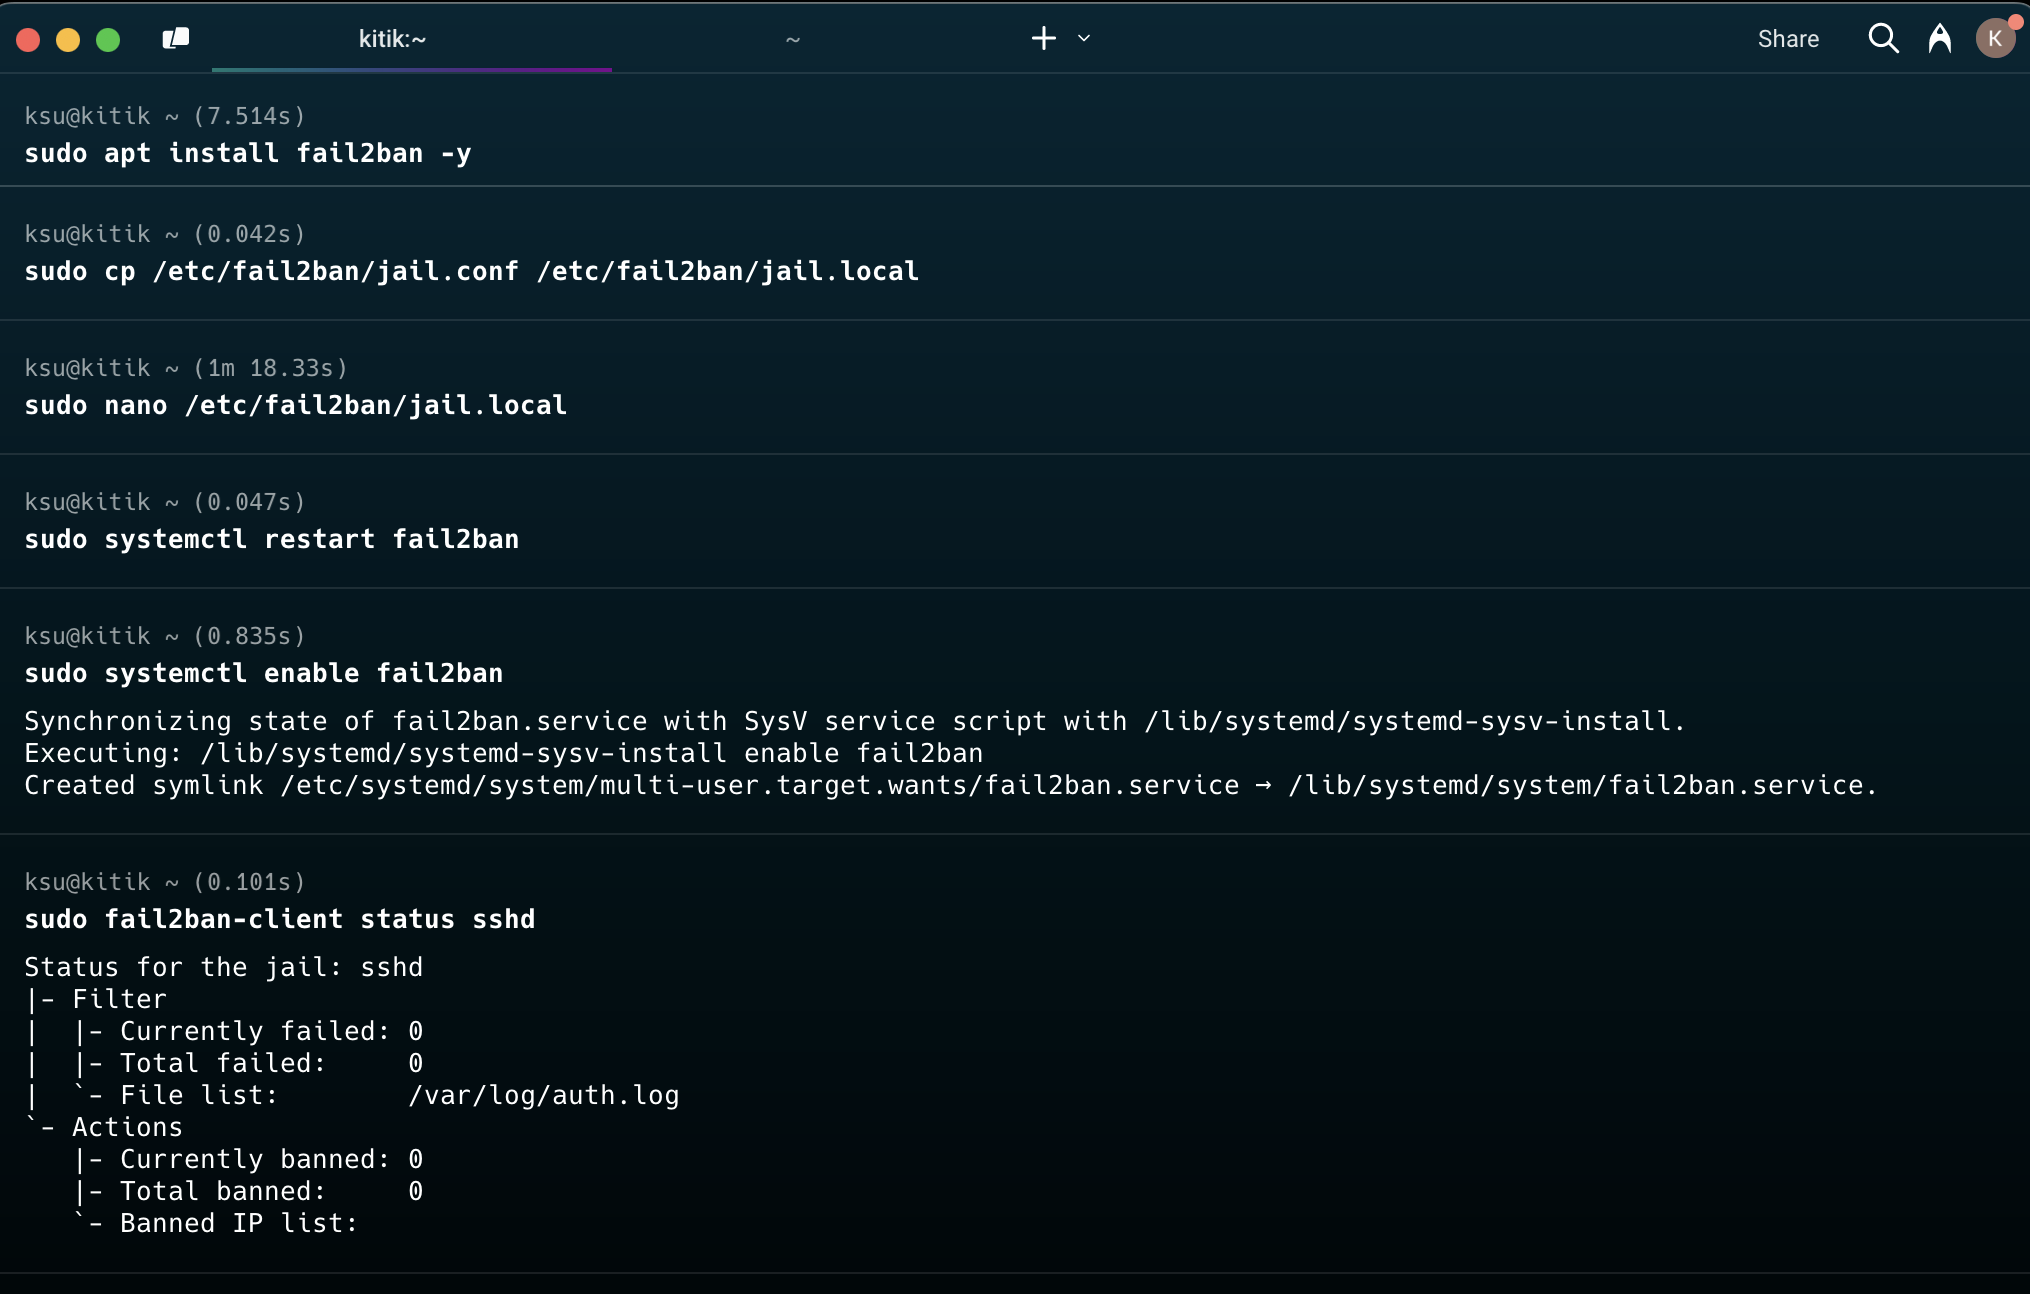 kitik:~
~
Share
K
ksu@kitik ~ (7.514s)
sudo apt install fail2ban -y
ksu@kitik ~ (0.042s)
sudo cp /etc/fail2ban/jail.conf /etc/fail2ban/jail.local
ksu@kitik ~ (1m 18.33s)
sudo nano /etc/fail2ban/jail.local
ksu@kitik ~ (0.047s)
sudo systemctl restart fail2ban
ksu@kitik ~ (0.835s)
sudo systemctl enable fail2ban
Synchronizing state of fail2ban.service with SysV service script with /lib/systemd/systemd-sysv-install.
Executing: /lib/systemd/systemd-sysv-install enable fail2ban
Created symlink /etc/systemd/system/multi-user.target.wants/fail2ban.service → /lib/systemd/system/fail2ban.service.
ksu@kitik ~ (0.101s)
sudo fail2ban-client status sshd
Status for the jail: sshd
|- Filter
|  |- Currently failed: 0
|  |- Total failed:     0
|  `- File list:        /var/log/auth.log
`- Actions
   |- Currently banned: 0
   |- Total banned:     0
   `- Banned IP list: